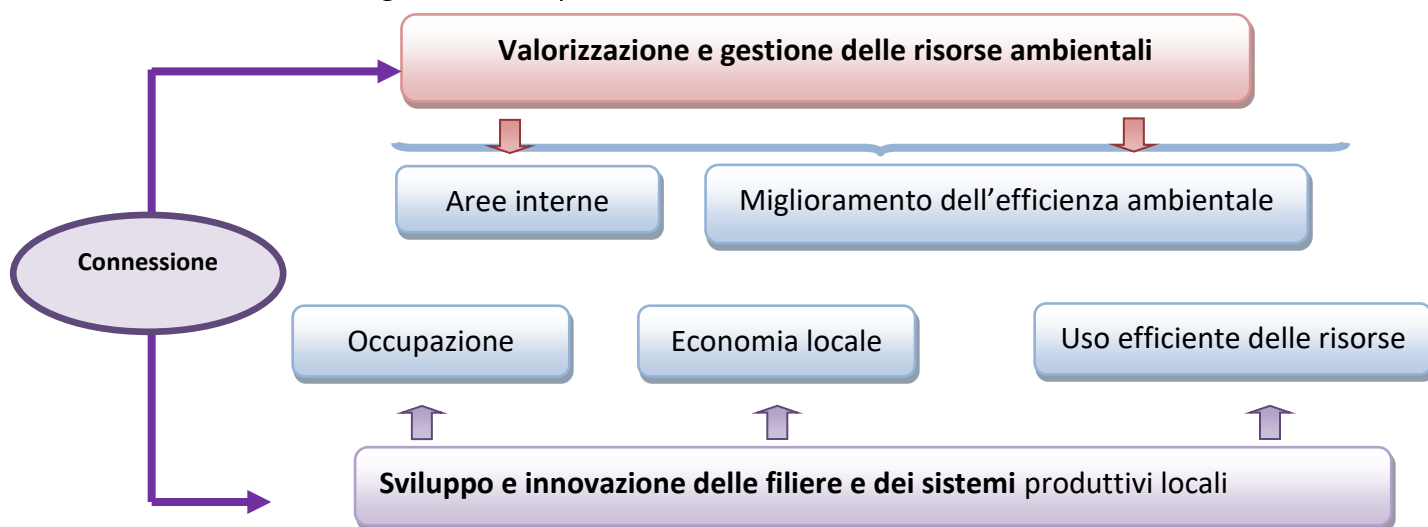 Valorizzazione e gestione delle risorse ambientali
Aree interne
Miglioramento dell’efficienza ambientale
Connessione
Occupazione
Economia locale
Uso efficiente delle risorse
Sviluppo e innovazione delle filiere e dei sistemi produttivi locali